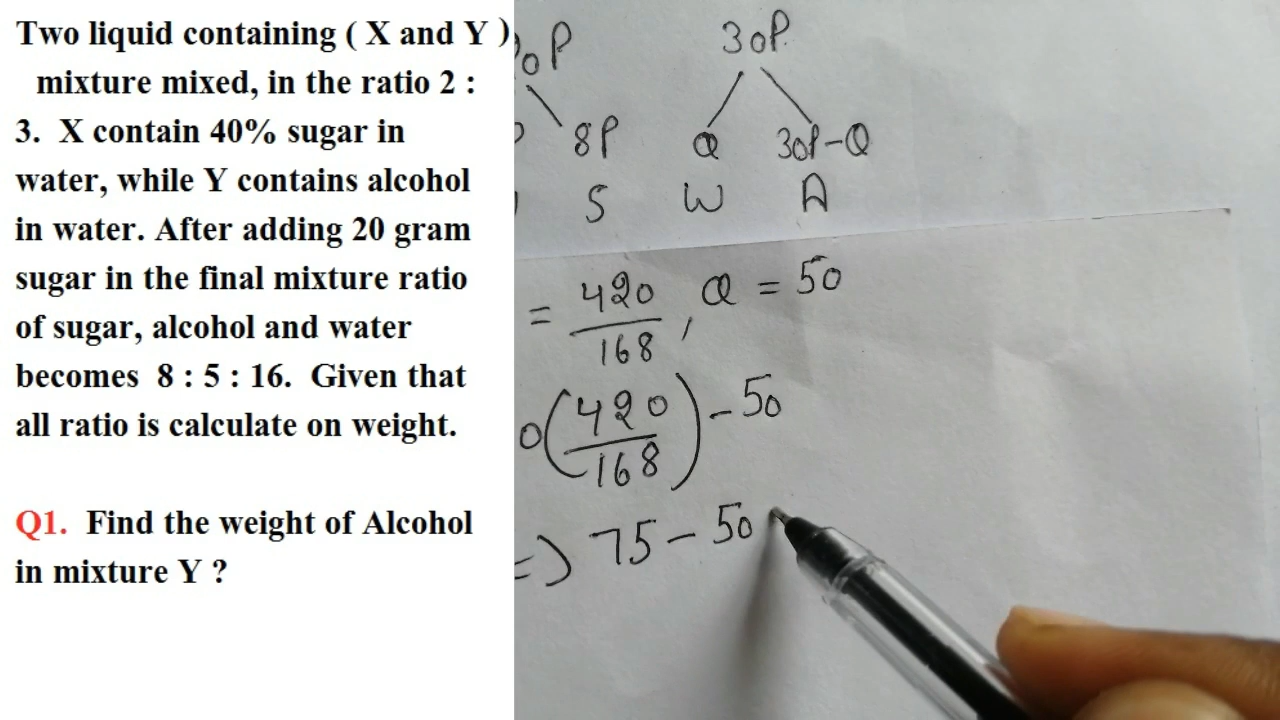 Two liquid containing ( X and Y )
mixture mixed, in the ratio 2 :
3. X contain 40% sugar in
water, while Y contains alcohol
in water. After adding 20 gram
sugar in the final mixture ratio
of sugar, alcohol and water
becomes 8 : 5 : 16. Given that
all ratio is calculate on weight.
Q1. Find the weight of Alcohol
in mixture Y ?
0P 30P
8P Q 30P-Q
S W A
= 420/168, Q = 50
0(420/168) - 50
=> 75 - 50